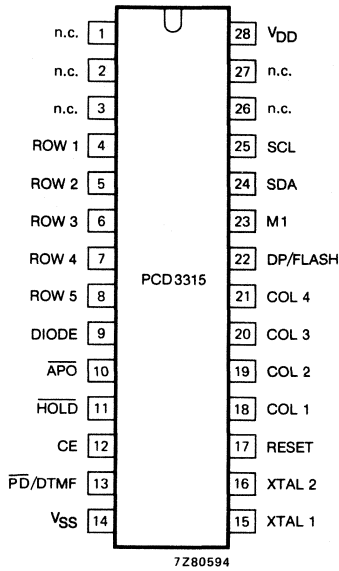 n.c. 1 28 VDD
n.c. 2 27 n.c.
n.c. 3 26 n.c.
ROW 1 4 25 SCL
ROW 2 5 24 SDA
ROW 3 6 23 M1
ROW 4 7 22 DP/FLASH
PCD3315
ROW 5 8 21 COL 4
DIODE 9 20 COL 3
A̅P̅O̅ 10 19 COL 2
H̅O̅L̅D̅ 11 18 COL 1
CE 12 17 RESET
P̅D̅/DTMF 13 16 XTAL 2
VSS 14 15 XTAL 1
7Z80594